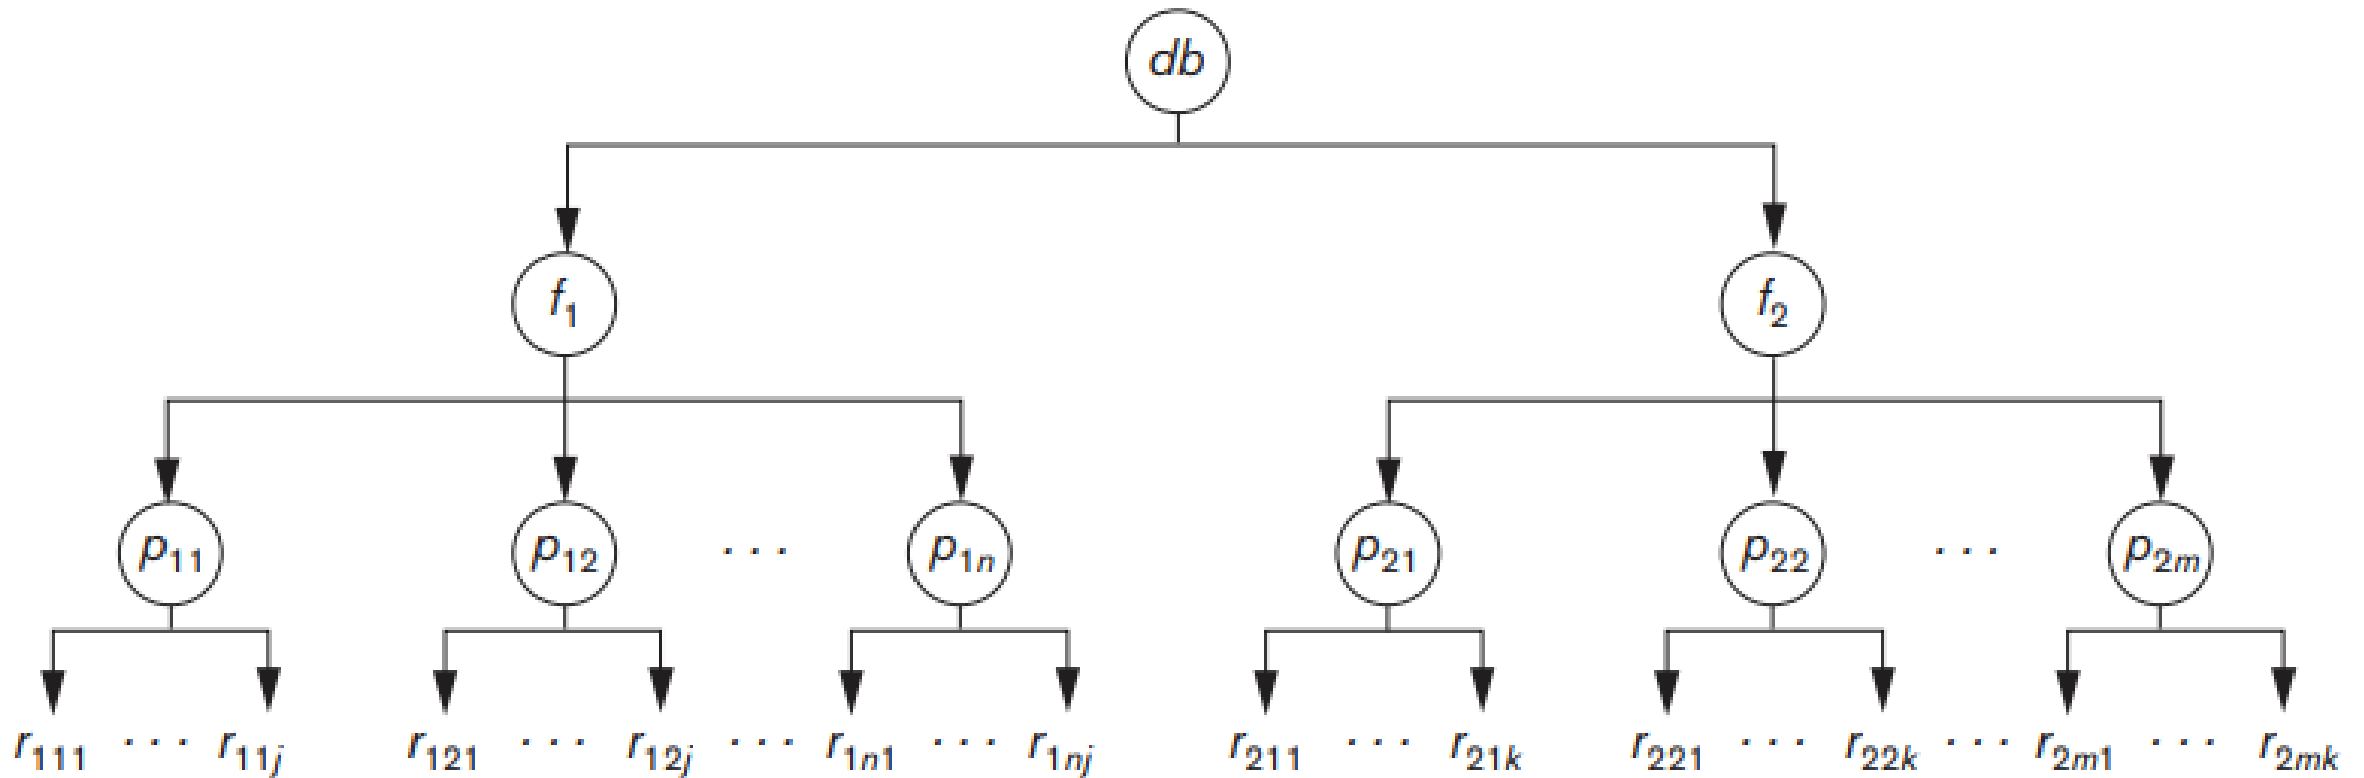 db
f1 f2
p11 p12 ... p1n p21 p22 ... p2m
r111 ... r11j r121 ... r12j ... r1n1 ... r1nj r211 ... r21k r221 ... r22k ... r2m1 ... r2mk